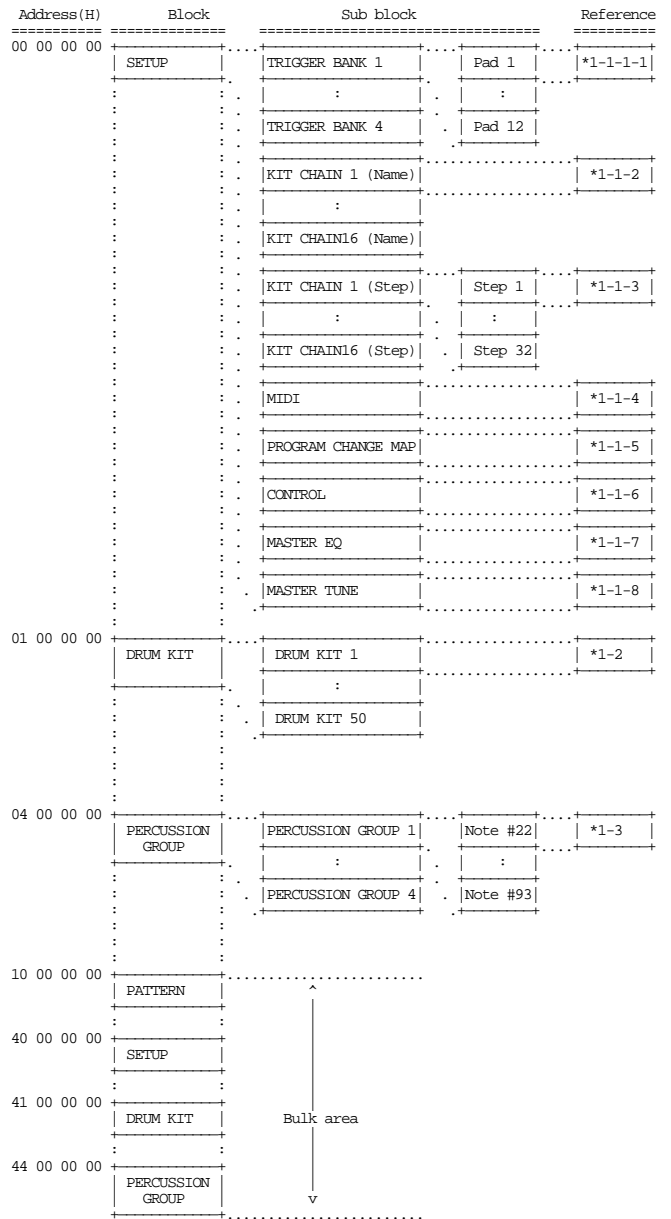 Address(H) Block Sub block Reference
=========== ============ ============================== ==========
00 00 00 00
SETUP TRIGGER BANK 1 Pad 1 *1-1-1-1
: : : :
: : TRIGGER BANK 4 Pad 12
: : KIT CHAIN 1 (Name) *1-1-2
: : :
: : KIT CHAIN16 (Name)
: : KIT CHAIN 1 (Step) Step 1 *1-1-3
: : : :
: : KIT CHAIN16 (Step) Step 32
: : MIDI *1-1-4
: : PROGRAM CHANGE MAP *1-1-5
: : CONTROL *1-1-6
: : MASTER EQ *1-1-7
: : MASTER TUNE *1-1-8
01 00 00 00
DRUM KIT DRUM KIT 1 *1-2
:
: : DRUM KIT 50
04 00 00 00
PERCUSSION PERCUSSION GROUP 1 Note #22 *1-3
GROUP
: :
: : PERCUSSION GROUP 4 Note #93
10 00 00 00
PATTERN ^
: :
40 00 00 00
SETUP
: :
41 00 00 00
DRUM KIT Bulk area
: :
44 00 00 00
PERCUSSION
GROUP v